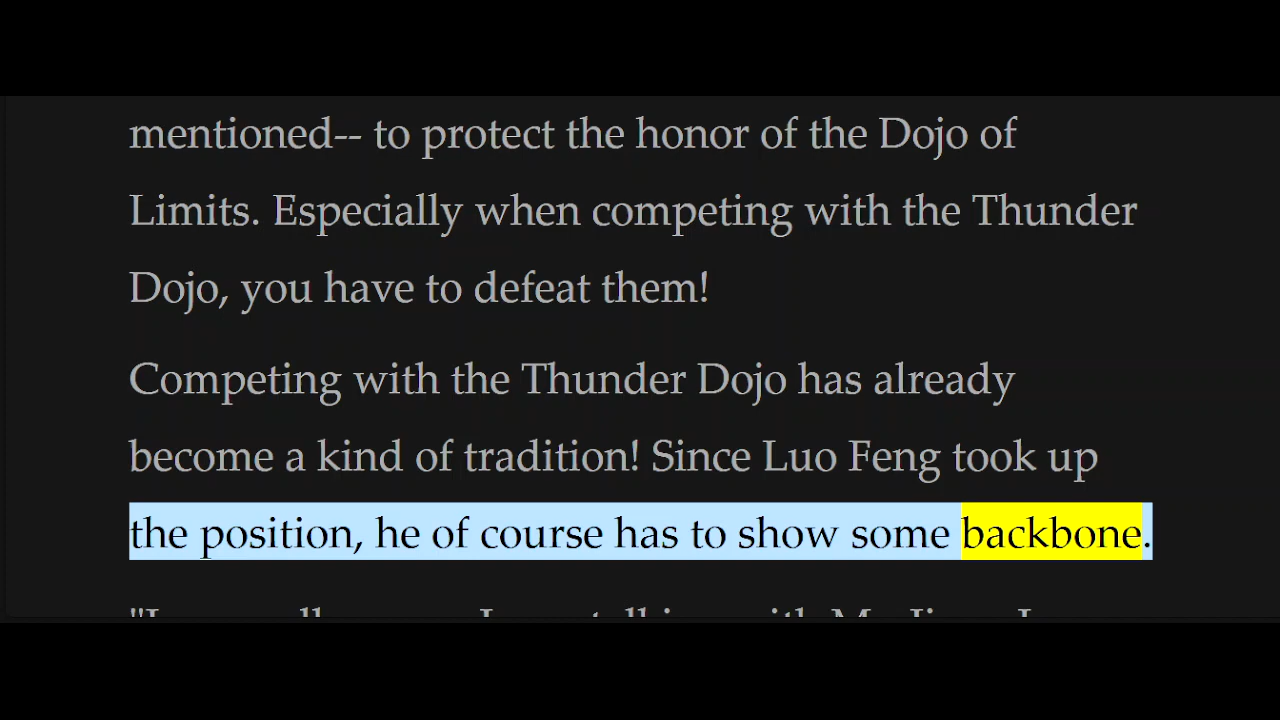 mentioned-- to protect the honor of the Dojo of
Limits. Especially when competing with the Thunder
Dojo, you have to defeat them!
Competing with the Thunder Dojo has already
become a kind of tradition! Since Luo Feng took up
the position, he of course has to show some backbone.